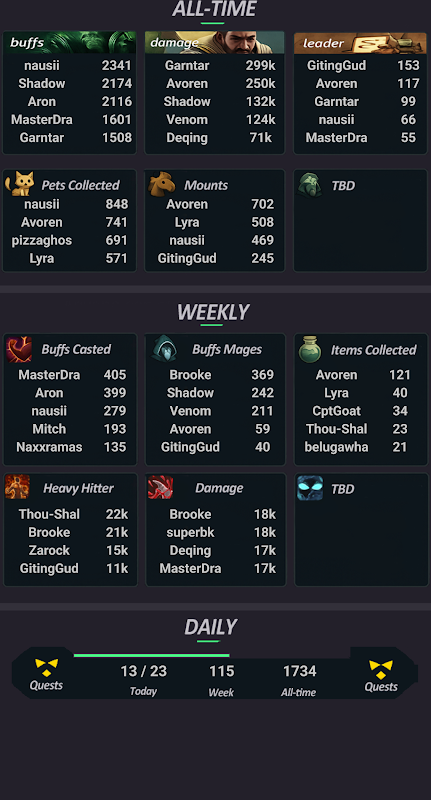 ALL-TIME
buffs
nausii 2341
Shadow 2174
Aron 2116
MasterDra 1601
Garntar 1508
damage
Garntar 299k
Avoren 250k
Shadow 132k
Venom 124k
Deqing 71k
leader
GitingGud 153
Avoren 117
Garntar 99
nausii 66
MasterDra 55
Pets Collected
nausii 848
Avoren 741
pizzaghos 691
Lyra 571
Mounts
Avoren 702
Lyra 508
nausii 469
GitingGud 245
TBD
WEEKLY
Buffs Casted
MasterDra 405
Aron 399
nausii 279
Mitch 193
Naxxramas 135
Buffs Mages
Brooke 369
Shadow 242
Venom 211
Avoren 59
GitingGud 40
Items Collected
Avoren 121
Lyra 40
CptGoat 34
Thou-Shal 23
belugawha 21
Heavy Hitter
Thou-Shal 22k
Brooke 21k
Zarock 15k
GitingGud 11k
Damage
Brooke 18k
superbk 18k
Deqing 17k
MasterDra 17k
TBD
DAILY
Quests
13 / 23
Today
115
Week
1734
All-time
Quests